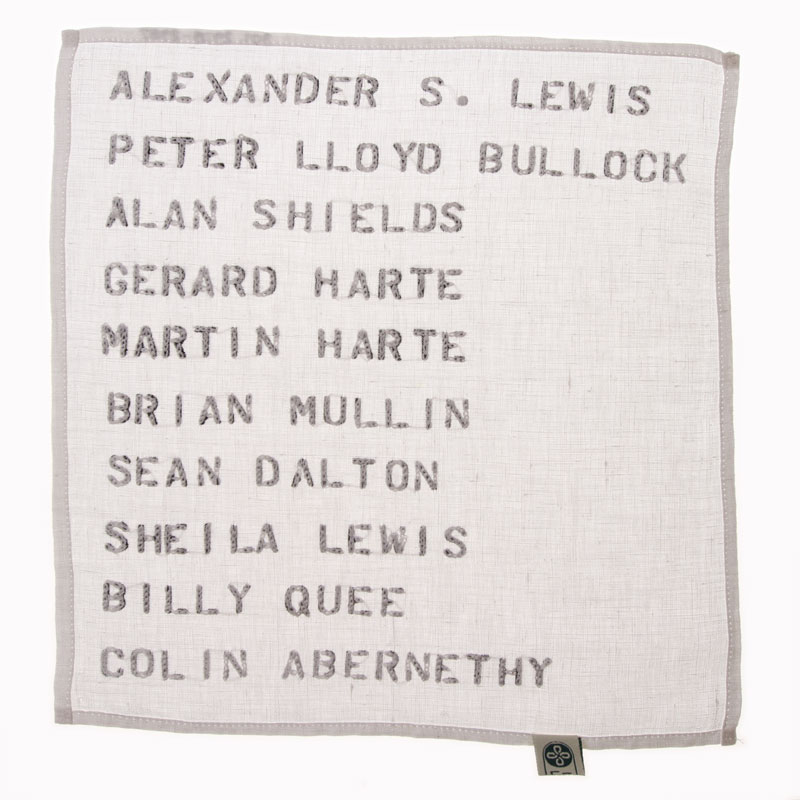 ALEXANDER S. LEWIS
PETER LLOYD BULLOCK
ALAN SHIELDS
GERARD HARTE
MARTIN HARTE
BRIAN MULLIN
SEAN DALTON
SHEILA LEWIS
BILLY QUEE
COLIN ABERNETHY